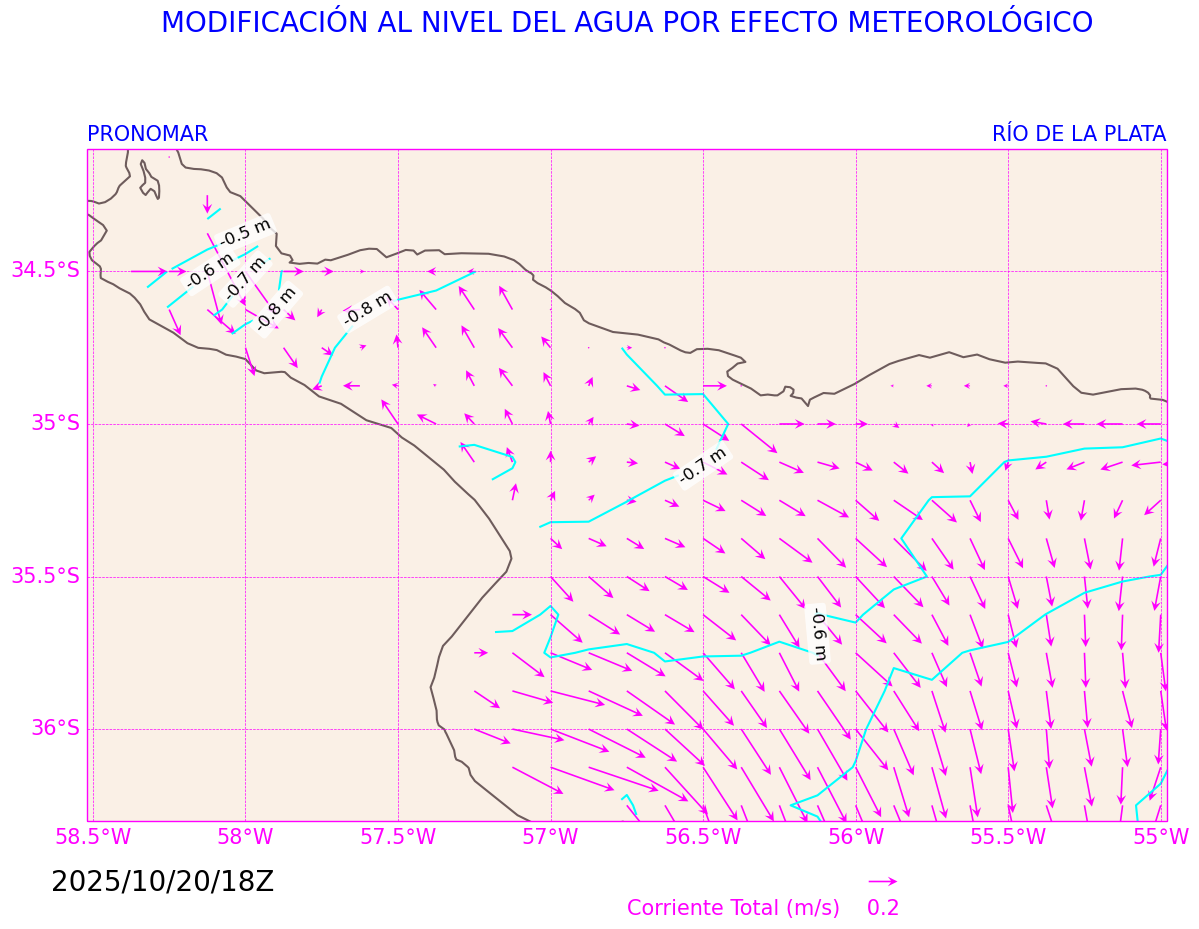 MODIFICACIÓN AL NIVEL DEL AGUA POR EFECTO METEOROLÓGICO
PRONOMAR
RÍO DE LA PLATA
-0.5 m
-0.6 m
-0.7 m
-0.8 m
-0.8 m
-0.7 m
-0.6 m
34.5°S
35°S
35.5°S
36°S
58.5°W 58°W 57.5°W 57°W 56.5°W 56°W 55.5°W 55°W
2025/10/20/18Z
Corriente Total (m/s) 0.2